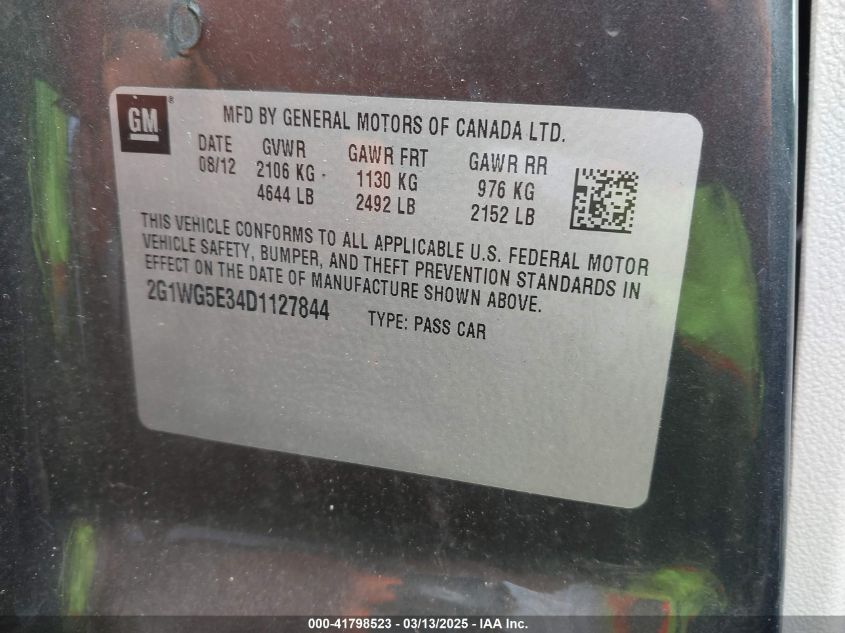 GM ®
MFD BY GENERAL MOTORS OF CANADA LTD.
DATE GVWR GAWR FRT GAWR RR
08/12 2106 KG 1130 KG 976 KG
4644 LB 2492 LB 2152 LB
THIS VEHICLE CONFORMS TO ALL APPLICABLE U.S. FEDERAL MOTOR
VEHICLE SAFETY, BUMPER, AND THEFT PREVENTION STANDARDS IN
EFFECT ON THE DATE OF MANUFACTURE SHOWN ABOVE.
2G1WG5E34D1127844 TYPE: PASS CAR
000-41798523 — 03/13/2025 — IAA Inc.